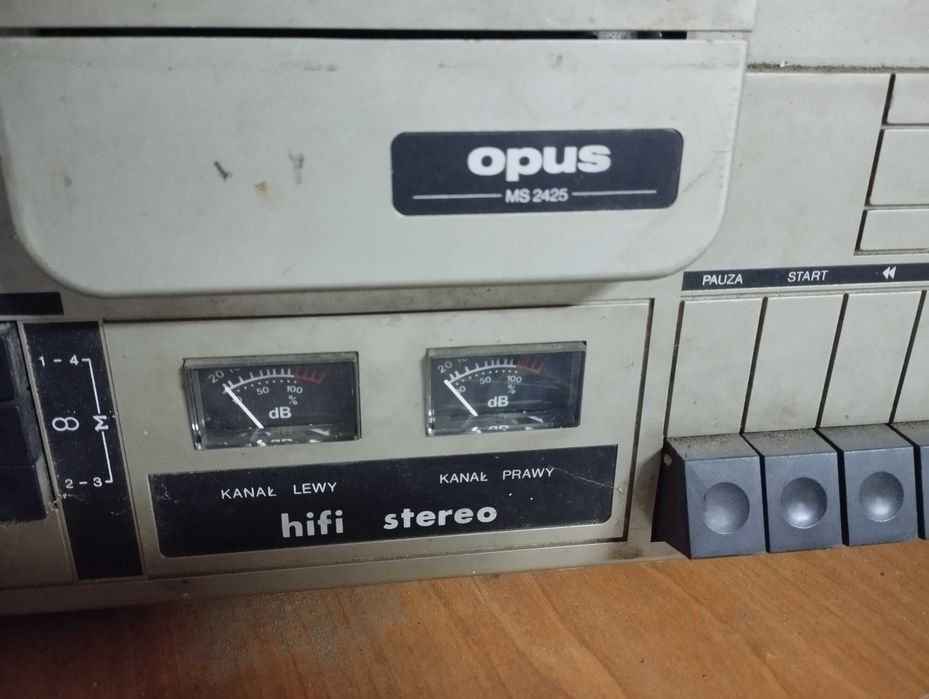 opus
MS 2425
PAUZA START
1 - 4
∞ M
2 - 3
20 50 100 %
dB
20 50 100 %
dB
KANAŁ LEWY KANAŁ PRAWY
hifi stereo